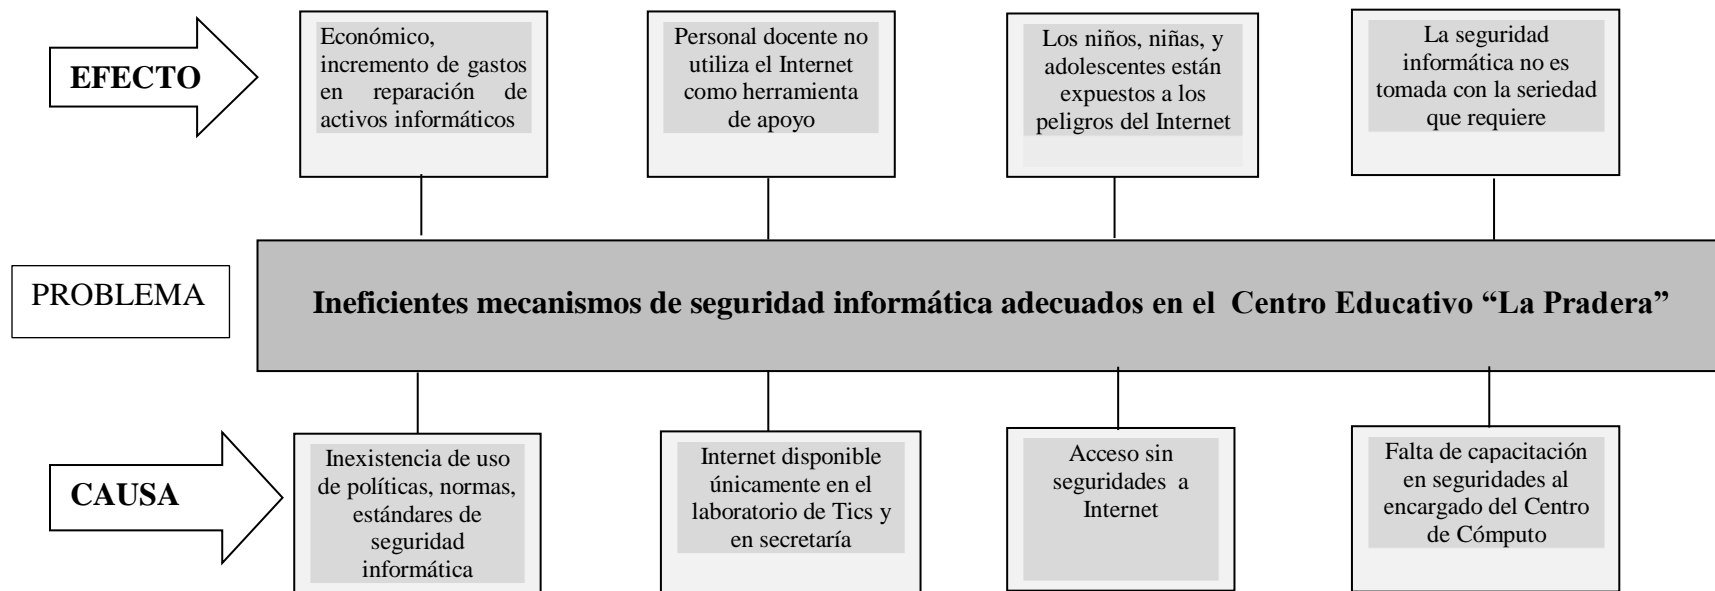 EFECTO
Económico,
incremento de gastos
en reparación de
activos informáticos
Personal docente no
utiliza el Internet
como herramienta
de apoyo
Los niños, niñas, y
adolescentes están
expuestos a los
peligros del Internet
La seguridad
informática no es
tomada con la seriedad
que requiere
PROBLEMA
Ineficientes mecanismos de seguridad informática adecuados en el Centro Educativo “La Pradera”
CAUSA
Inexistencia de uso
de políticas, normas,
estándares de
seguridad
informática
Internet disponible
únicamente en el
laboratorio de Tics y
en secretaría
Acceso sin
seguridades a
Internet
Falta de capacitación
en seguridades al
encargado del Centro
de Cómputo